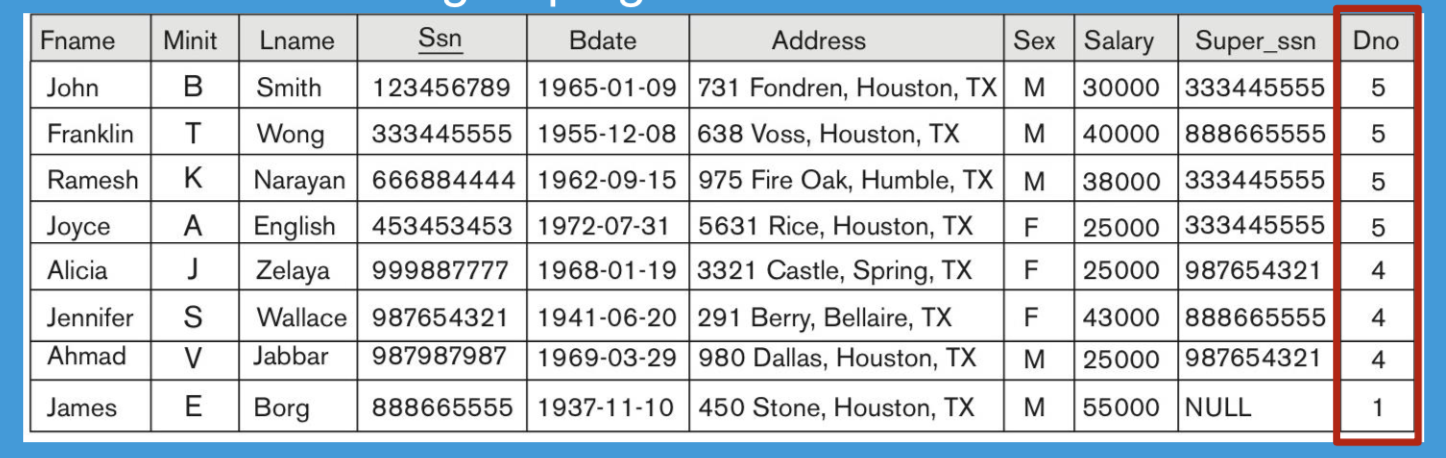 Fname Minit Lname Ssn Bdate Address Sex Salary Super_ssn Dno
John B Smith 123456789 1965-01-09 731 Fondren, Houston, TX M 30000 333445555 5
Franklin T Wong 333445555 1955-12-08 638 Voss, Houston, TX M 40000 888665555 5
Ramesh K Narayan 666884444 1962-09-15 975 Fire Oak, Humble, TX M 38000 333445555 5
Joyce A English 453453453 1972-07-31 5631 Rice, Houston, TX F 25000 333445555 5
Alicia J Zelaya 999887777 1968-01-19 3321 Castle, Spring, TX F 25000 987654321 4
Jennifer S Wallace 987654321 1941-06-20 291 Berry, Bellaire, TX F 43000 888665555 4
Ahmad V Jabbar 987987987 1969-03-29 980 Dallas, Houston, TX M 25000 987654321 4
James E Borg 888665555 1937-11-10 450 Stone, Houston, TX M 55000 NULL 1